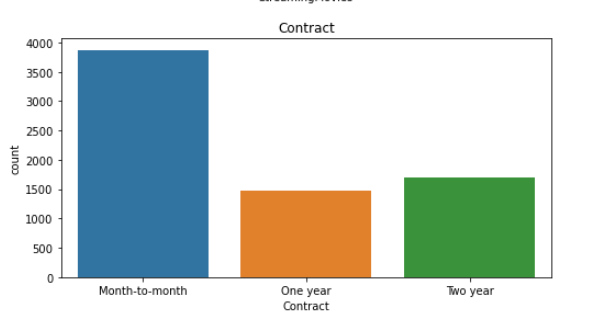 StreamingMovies
Contract
4000
3500
3000
2500
2000
1500
1000
500
0
count
Month-to-month One year Two year
Contract